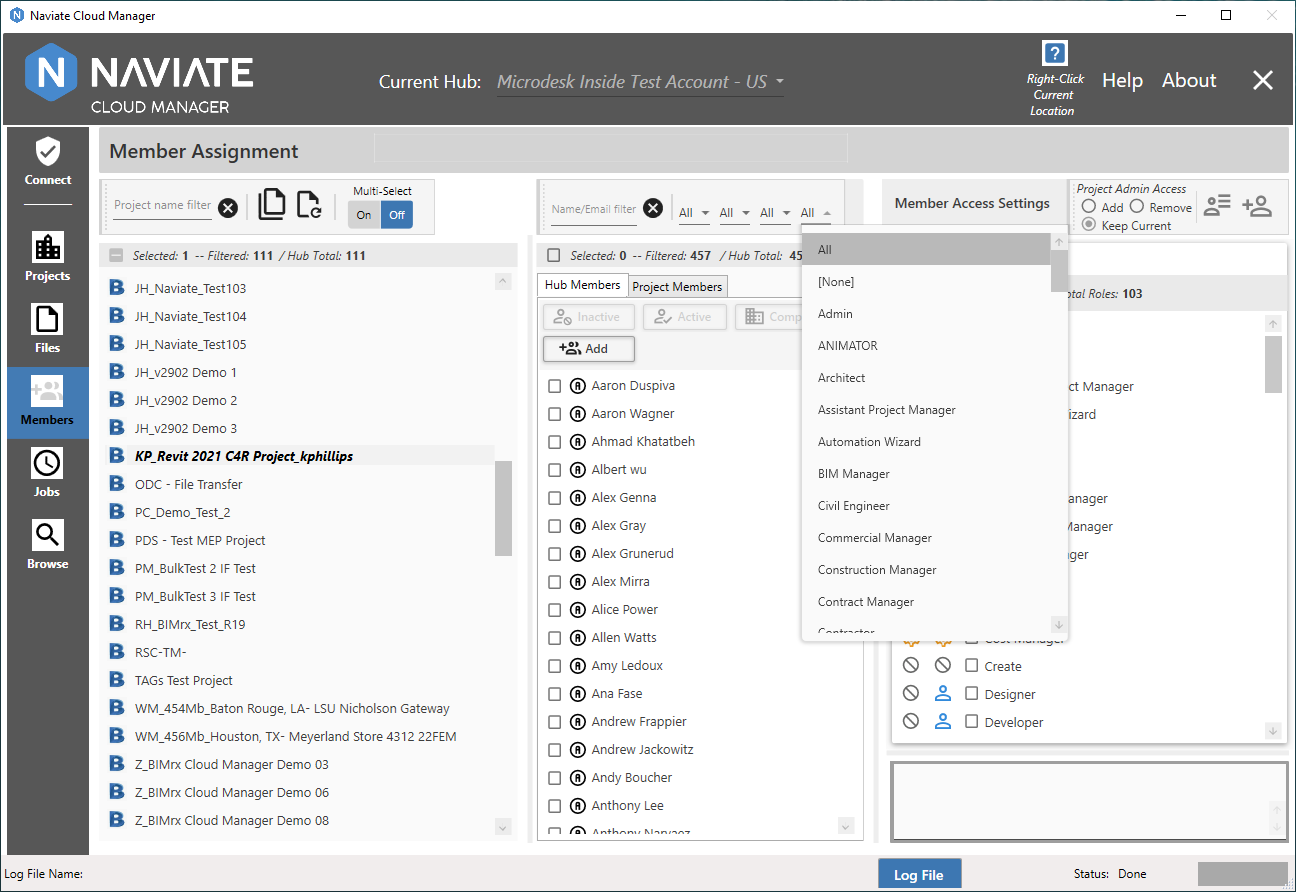 Naviate Cloud Manager
NAVIATE
CLOUD MANAGER
Current Hub: Microdesk Inside Test Account - US
?
Right-Click
Current
Location
Help About
Connect
Projects
Files
Members
Jobs
Browse
Member Assignment
Project name filter
Multi-Select
On Off
Selected: 1 -- Filtered: 111 / Hub Total: 111
JH_Naviate_Test103
JH_Naviate_Test104
JH_Naviate_Test105
JH_v2902 Demo 1
JH_v2902 Demo 2
JH_v2902 Demo 3
KP_Revit 2021 C4R Project_kphillips
ODC - File Transfer
PC_Demo_Test_2
PDS - Test MEP Project
PM_BulkTest 2 IF Test
PM_BulkTest 3 IF Test
RH_BIMrx_Test_R19
RSC-TM-
TAGs Test Project
WM_454Mb_Baton Rouge, LA- LSU Nicholson Gateway
WM_456Mb_Houston, TX- Meyerland Store 4312 22FEM
Z_BIMrx Cloud Manager Demo 03
Z_BIMrx Cloud Manager Demo 06
Z_BIMrx Cloud Manager Demo 08
Name/Email filter
All All All All
Selected: 0 -- Filtered: 457 / Hub Total: 45
Hub Members Project Members
Inactive Active Comp
Add
Aaron Duspiva
Aaron Wagner
Ahmad Khatatbeh
Albert wu
Alex Genna
Alex Gray
Alex Grunerud
Alex Mirra
Alice Power
Allen Watts
Amy Ledoux
Ana Fase
Andrew Frappier
Andrew Jackowitz
Andy Boucher
Anthony Lee
Anthony Narvaez
All
[None]
Admin
ANIMATOR
Architect
Assistant Project Manager
Automation Wizard
BIM Manager
Civil Engineer
Commercial Manager
Construction Manager
Contract Manager
Contractor
Member Access Settings
Project Admin Access
Add Remove
Keep Current
otal Roles: 103
ct Manager
izard
anager
Manager
ger
Cost Manager
Create
Designer
Developer
Log File Name:
Log File
Status: Done